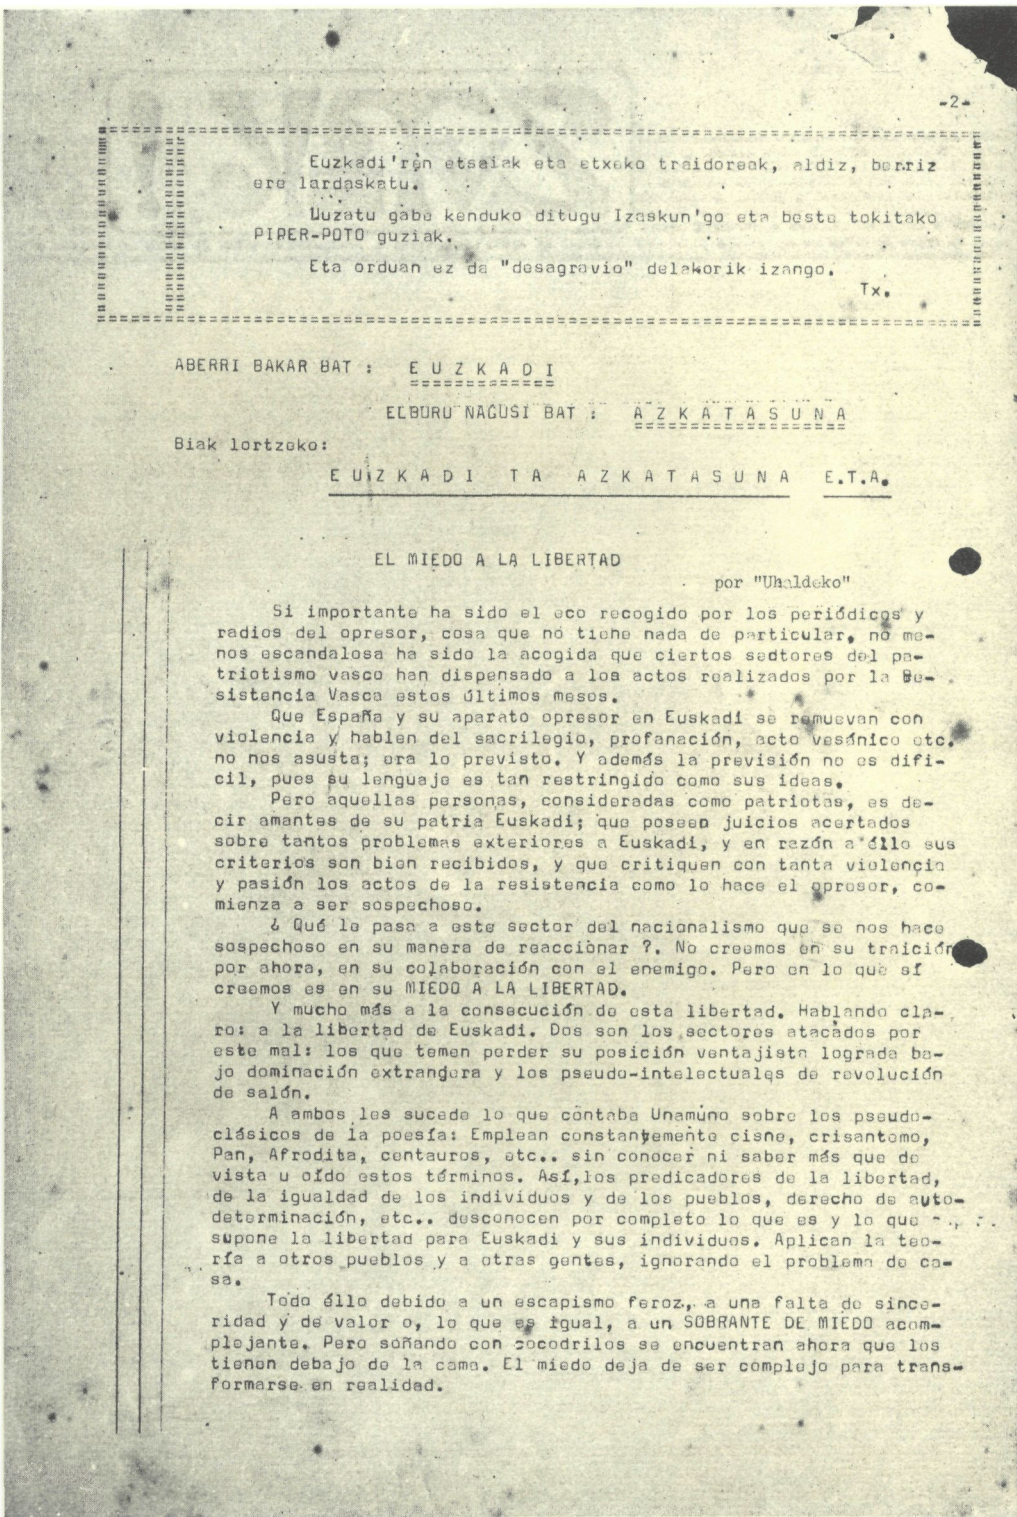 -2-
Euzkadi'ren etsaiak eta etxeko traidoreak, aldiz, berriz
ere lardaskatu.
Uuzatu gabe kenduko ditugu Izaskun'go eta beste tokitako
PIPER-POTO guziak.
Eta orduan ez da "desagravio" delakorik izango.
Tx.
ABERRI BAKAR BAT : E U Z K A D I
ELBURU NAGUSI BAT : A Z K A T A S U N A
Biak lortzeko:
E U Z K A D I T A A Z K A T A S U N A E.T.A.
EL MIEDO A LA LIBERTAD
por "Uhaldeko"
Si importante ha sido el eco recogido por los periódicos y
radios del opresor, cosa que no tiene nada de particular, no me-
nos escandalosa ha sido la acogida que ciertos sectores del pa-
triotismo vasco han dispensado a los actos realizados por la Re-
sistencia Vasca estos últimos meses.
Que España y su aparato opresor en Euskadi se remuevan con
violencia y hablen del sacrilegio, profanación, acto vesánico etc.
no nos asusta; era lo previsto. Y además la previsión no es difi-
cil, pues su lenguaje es tan restringido como sus ideas.
Pero aquellas personas, consideradas como patriotas, es de-
cir amantes de su patria Euskadi; que poseen juicios acertados
sobre tantos problemas exteriores a Euskadi, y en razón a éllo sus
criterios son bien recibidos, y que critiquen con tanta violencia
y pasión los actos de la resistencia como lo hace el opresor, co-
mienza a ser sospechoso.
¿ Qué le pasa a este sector del nacionalismo que se nos hace
sospechoso en su manera de reaccionar ?. No creemos en su traición
por ahora, en su colaboración con el enemigo. Pero en lo que sí
creemos es en su MIEDO A LA LIBERTAD.
Y mucho más a la consecución de esta libertad. Hablando cla-
ro: a la libertad de Euskadi. Dos son los sectores atacados por
este mal: los que temen perder su posición ventajista lograda ba-
jo dominación extranjera y los pseudo-intelectuales de revolución
de salón.
A ambos les sucede lo que contaba Unamuno sobre los pseudo-
clásicos de la poesía: Emplean constantemente cisne, crisantemo,
Pan, Afrodita, centauros, etc.. sin conocer ni saber más que de
vista u oído estos términos. Así,los predicadores de la libertad,
de la igualdad de los individuos y de los pueblos, derecho de auto-
determinación, etc.. desconocen por completo lo que es y lo que
supone la libertad para Euskadi y sus individuos. Aplican la teo-
ría a otros pueblos y a otras gentes, ignorando el problema de ca-
sa.
Todo éllo debido a un escapismo feroz, a una falta de since-
ridad y de valor o, lo que es igual, a un SOBRANTE DE MIEDO acom-
plejante. Pero soñando con cocodrilos se encuentran ahora que los
tienen debajo de la cama. El miedo deja de ser complejo para trans-
formarse en realidad.